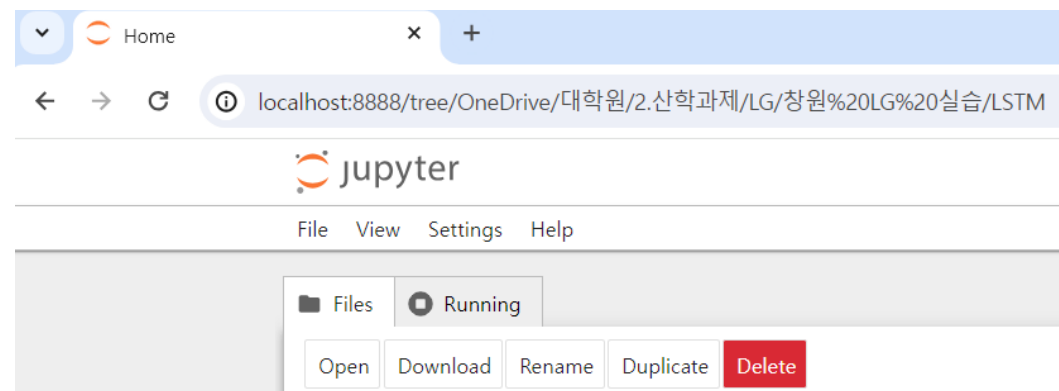 Home
localhost:8888/tree/OneDrive/대학원/2.산학과제/LG/창원%20LG%20실습/LSTM
jupyter
File View Settings Help
Files Running
Open Download Rename Duplicate Delete